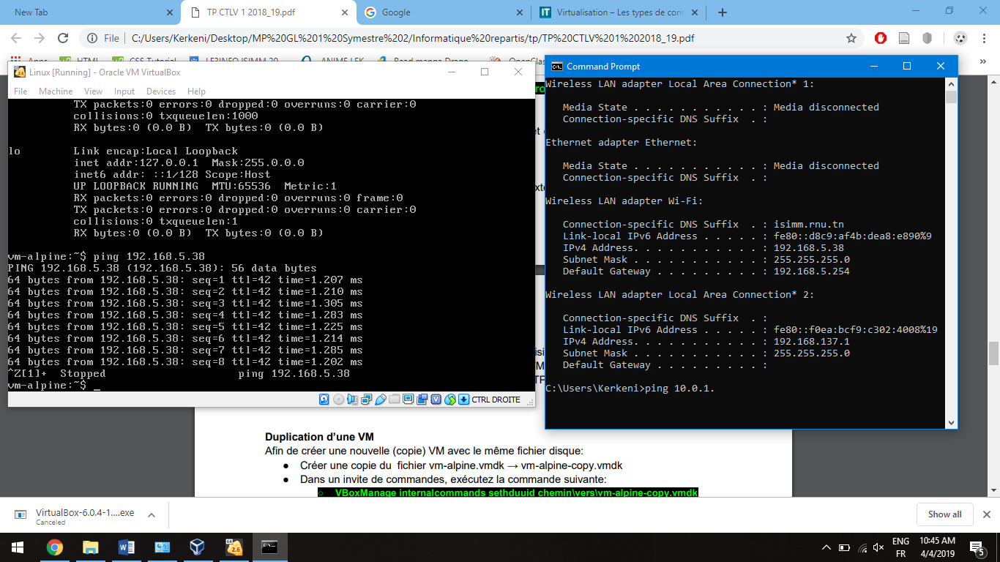 New Tab
TP CTLV 1 2018_19.pdf
Google
Virtualisation – Les types de conn
File
C:/Users/Kerkeni/Desktop/MP%20GL%201%20Symestre%202/Informatique%20repartis/tp/TP%20CTLV%201%202018_19.pdf
Linux [Running] - Oracle VM VirtualBox
File Machine View Input Devices Help
TX packets:0 errors:0 dropped:0 overruns:0 carrier:0
collisions:0 txqueuelen:1000
RX bytes:0 (0.0 B) TX bytes:0 (0.0 B)
lo Link encap:Local Loopback
inet addr:127.0.0.1 Mask:255.0.0.0
inet6 addr: ::1/128 Scope:Host
UP LOOPBACK RUNNING MTU:65536 Metric:1
RX packets:0 errors:0 dropped:0 overruns:0 frame:0
TX packets:0 errors:0 dropped:0 overruns:0 carrier:0
collisions:0 txqueuelen:1
RX bytes:0 (0.0 B) TX bytes:0 (0.0 B)
vm-alpine:~$ ping 192.168.5.38
PING 192.168.5.38 (192.168.5.38): 56 data bytes
64 bytes from 192.168.5.38: seq=1 ttl=42 time=1.207 ms
64 bytes from 192.168.5.38: seq=2 ttl=42 time=1.210 ms
64 bytes from 192.168.5.38: seq=3 ttl=42 time=1.305 ms
64 bytes from 192.168.5.38: seq=4 ttl=42 time=1.283 ms
64 bytes from 192.168.5.38: seq=5 ttl=42 time=1.225 ms
64 bytes from 192.168.5.38: seq=6 ttl=42 time=1.214 ms
64 bytes from 192.168.5.38: seq=7 ttl=42 time=1.285 ms
64 bytes from 192.168.5.38: seq=8 ttl=42 time=1.202 ms
^Z[1]+ Stopped ping 192.168.5.38
vm-alpine:~$ _
CTRL DROITE
Command Prompt
Wireless LAN adapter Local Area Connection* 1:
Media State . . . . . . . . . . . : Media disconnected
Connection-specific DNS Suffix . :
Ethernet adapter Ethernet:
Media State . . . . . . . . . . . : Media disconnected
Connection-specific DNS Suffix . :
Wireless LAN adapter Wi-Fi:
Connection-specific DNS Suffix . : isimm.rnu.tn
Link-local IPv6 Address . . . . . : fe80::d8c9:af4b:dea8:e890%9
IPv4 Address. . . . . . . . . . . : 192.168.5.38
Subnet Mask . . . . . . . . . . . : 255.255.255.0
Default Gateway . . . . . . . . . : 192.168.5.254
Wireless LAN adapter Local Area Connection* 2:
Connection-specific DNS Suffix . :
Link-local IPv6 Address . . . . . : fe80::f0ea:bcf9:c302:4008%19
IPv4 Address. . . . . . . . . . . : 192.168.137.1
Subnet Mask . . . . . . . . . . . : 255.255.255.0
Default Gateway . . . . . . . . . :
C:\Users\Kerkeni>ping 10.0.1.
Duplication d'une VM
Afin de créer une nouvelle (copie) VM avec le même fichier disque:
● Créer une copie du fichier vm-alpine.vmdk → vm-alpine-copy.vmdk
● Dans un invite de commandes, exécutez la commande suivante:
○ VBoxManage internalcommands sethduuid chemin\vers\vm-alpine-copy.vmdk
VirtualBox-6.0.4-1....exe
Canceled
Show all
ENG
FR
10:45 AM
4/4/2019
5